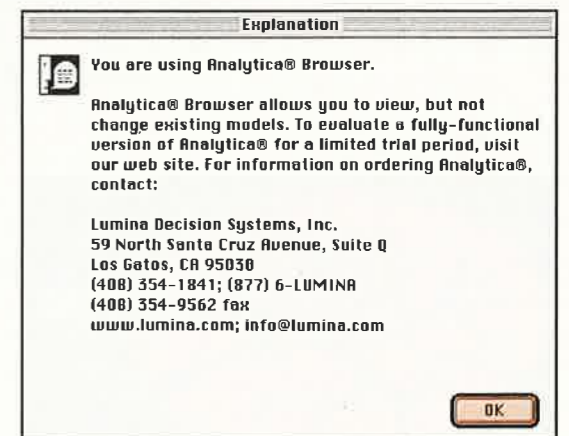 Explanation
You are using Analytica® Browser.
Analytica® Browser allows you to view, but not
change existing models. To evaluate a fully-functional
version of Analytica® for a limited trial period, visit
our web site. For information on ordering Analytica®,
contact:
Lumina Decision Systems, Inc.
59 North Santa Cruz Avenue, Suite Q
Los Gatos, CA 95030
(408) 354-1841; (877) 6-LUMINA
(408) 354-9562 fax
www.lumina.com; info@lumina.com
OK